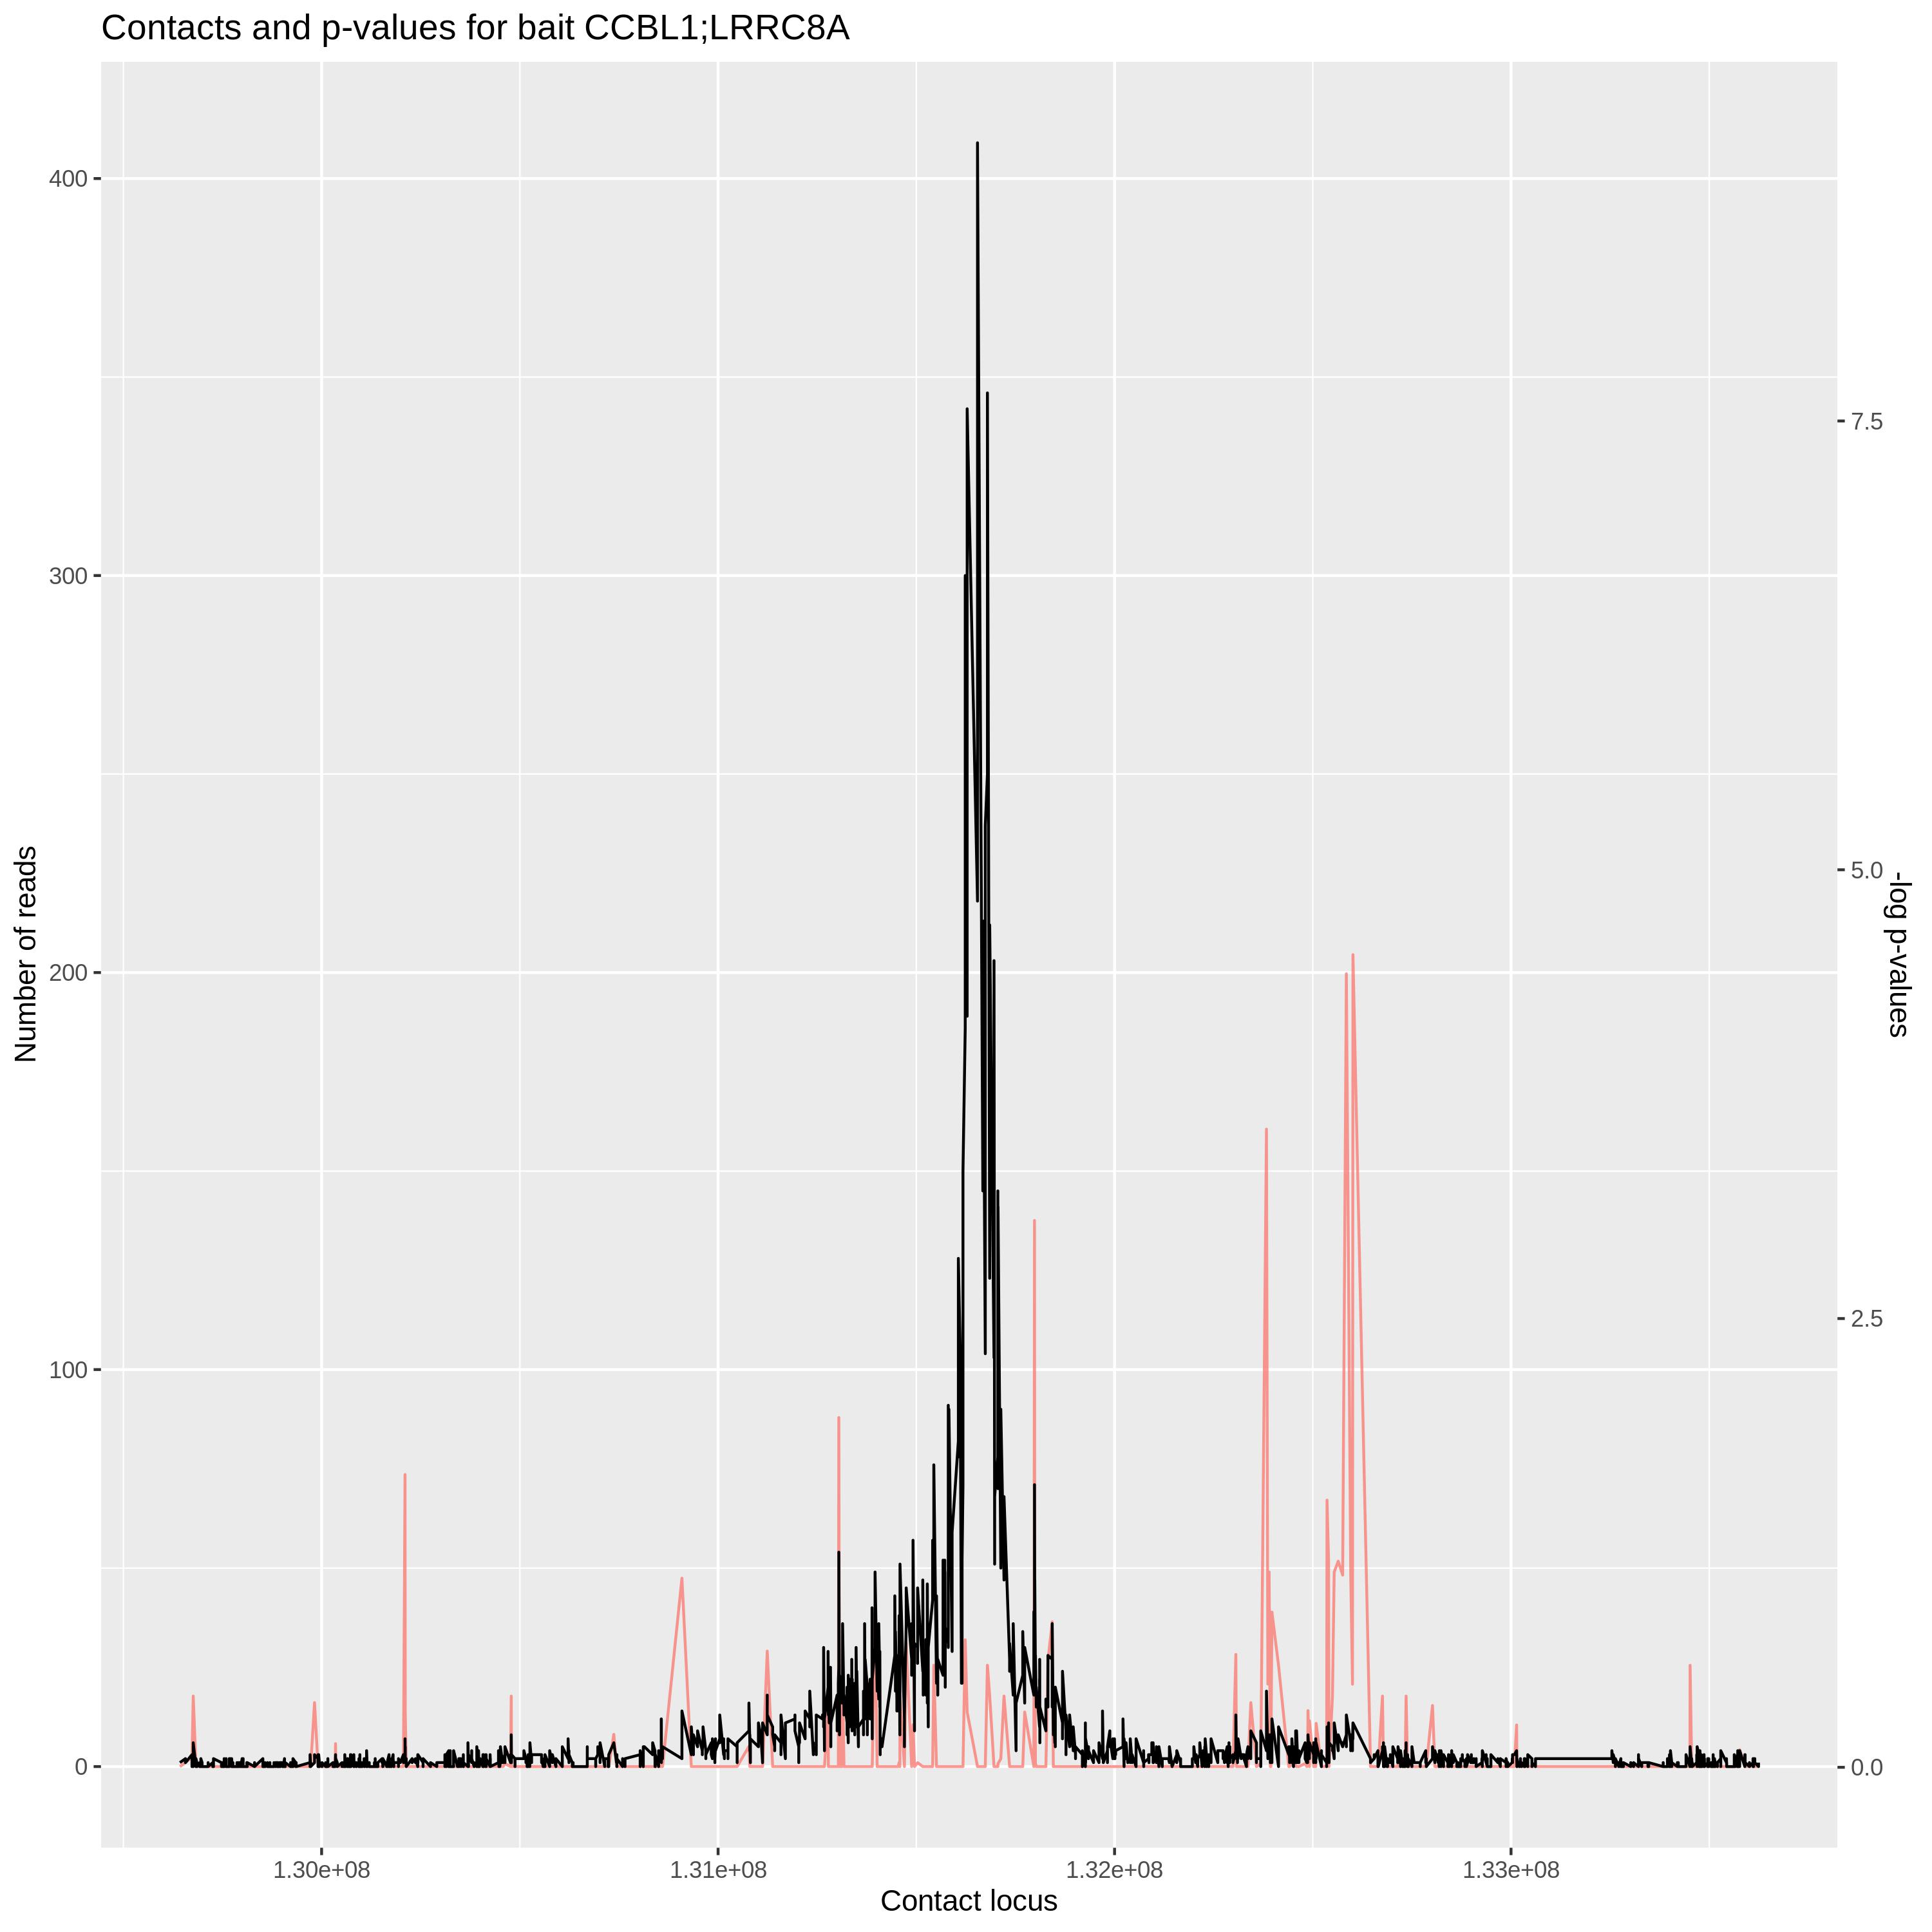 Contacts and p-values for bait CCBL1;LRRC8A
400
300
200
100
0
Number of reads
7.5
5.0
2.5
0.0
-log p-values
1.30e+08
1.31e+08
1.32e+08
1.33e+08
Contact locus